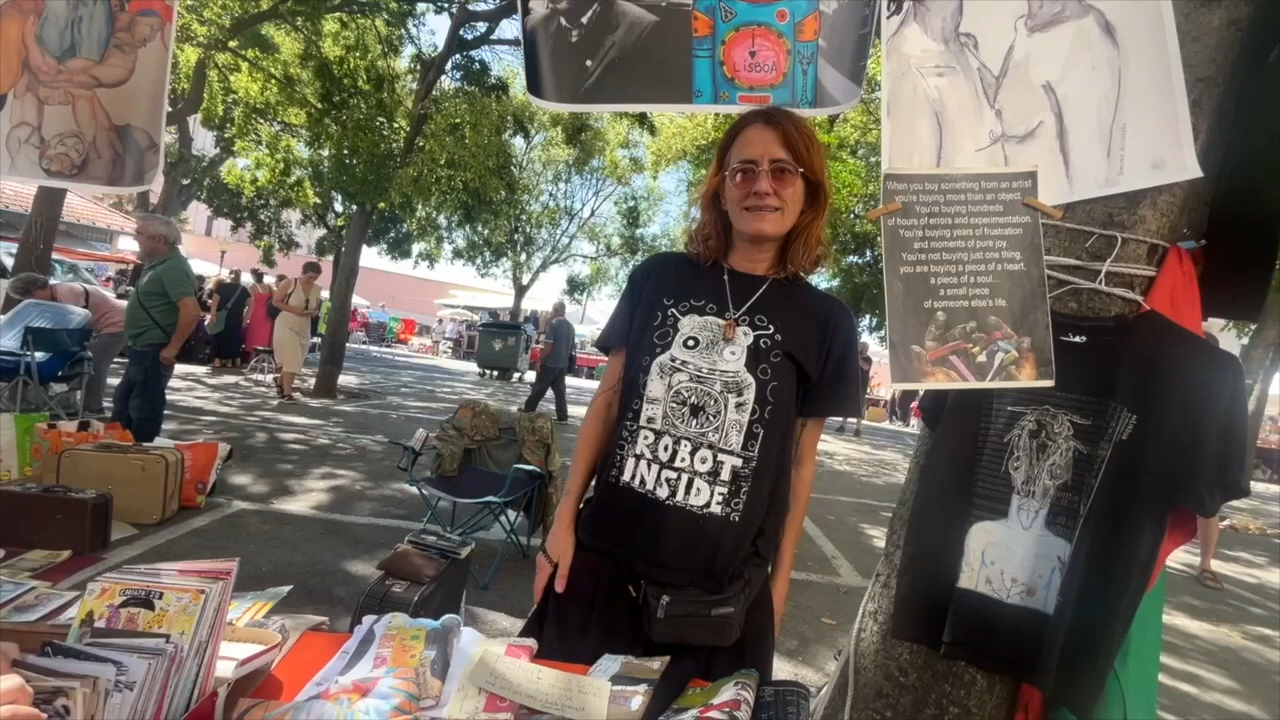 LiSBOA
When you buy something from an artist
you're buying more than an object.
You're buying hundreds
of hours of errors and experimentation.
You're buying years of frustration
and moments of pure joy.
You're not buying just one thing,
you are buying a piece of a heart,
a piece of a soul...
a small piece
of someone else's life.
ROBOT
INSIDE